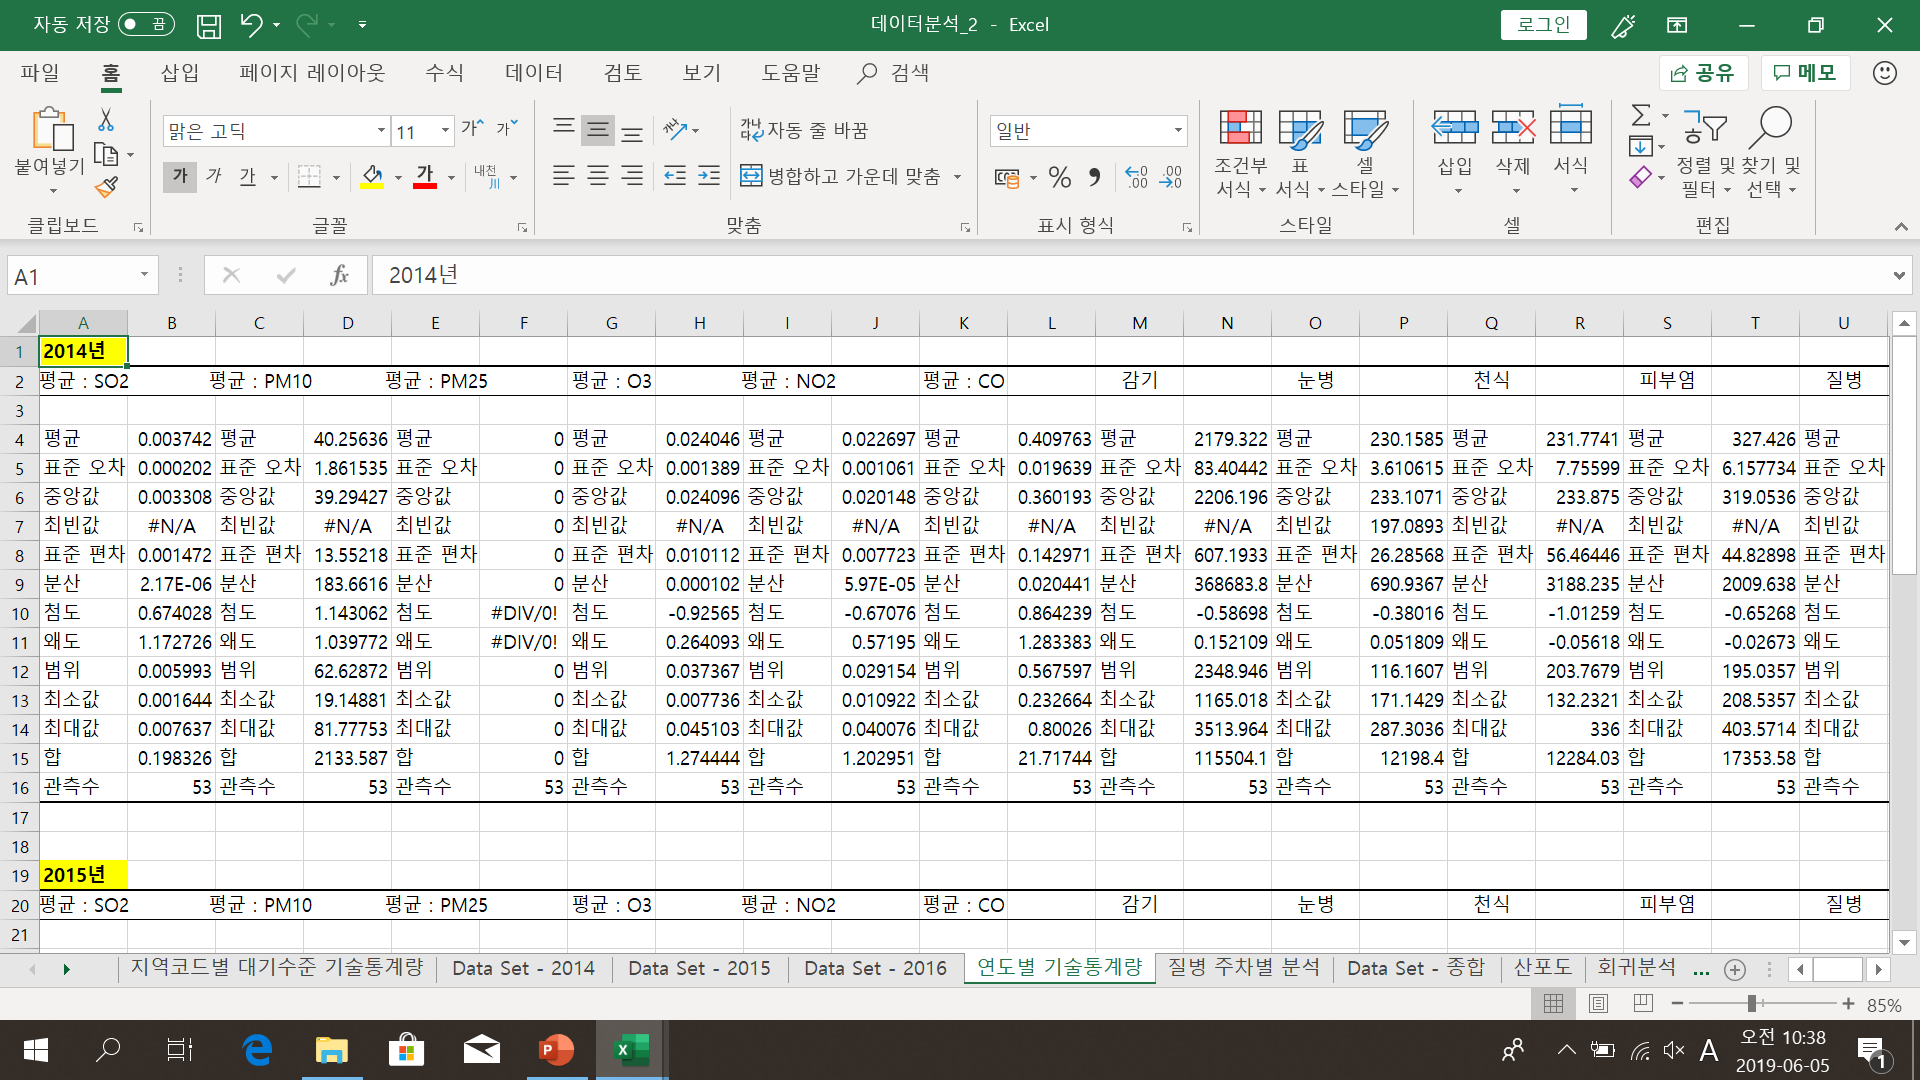 자동 저장 끔 데이터분석_2 - Excel 로그인
파일 홈 삽입 페이지 레이아웃 수식 데이터 검토 보기 도움말 검색 공유 메모
붙여넣기 맑은 고딕 11 가 가 자동 줄 바꿈 일반 조건부 서식 표 서식 셀 스타일 삽입 삭제 서식 정렬 및 필터 찾기 및 선택
가 가 가 가 내천 병합하고 가운데 맞춤 % .00
클립보드 글꼴 맞춤 표시 형식 스타일 셀 편집
A1 fx 2014년
A B C D E F G H I J K L M N O P Q R S T U
1 2014년
2 평균 : SO2 평균 : PM10 평균 : PM25 평균 : O3 평균 : NO2 평균 : CO 감기 눈병 천식 피부염 질병
3
4 평균 0.003742 평균 40.25636 평균 0 평균 0.024046 평균 0.022697 평균 0.409763 평균 2179.322 평균 230.1585 평균 231.7741 평균 327.426 평균
5 표준 오차 0.000202 표준 오차 1.861535 표준 오차 0 표준 오차 0.001389 표준 오차 0.001061 표준 오차 0.019639 표준 오차 83.40442 표준 오차 3.610615 표준 오차 7.75599 표준 오차 6.157734 표준 오차
6 중앙값 0.003308 중앙값 39.29427 중앙값 0 중앙값 0.024096 중앙값 0.020148 중앙값 0.360193 중앙값 2206.196 중앙값 233.1071 중앙값 233.875 중앙값 319.0536 중앙값
7 최빈값 #N/A 최빈값 #N/A 최빈값 0 최빈값 #N/A 최빈값 #N/A 최빈값 #N/A 최빈값 #N/A 최빈값 197.0893 최빈값 #N/A 최빈값 #N/A 최빈값
8 표준 편차 0.001472 표준 편차 13.55218 표준 편차 0 표준 편차 0.010112 표준 편차 0.007723 표준 편차 0.142971 표준 편차 607.1933 표준 편차 26.28568 표준 편차 56.46446 표준 편차 44.82898 표준 편차
9 분산 2.17E-06 분산 183.6616 분산 0 분산 0.000102 분산 5.97E-05 분산 0.020441 분산 368683.8 분산 690.9367 분산 3188.235 분산 2009.638 분산
10 첨도 0.674028 첨도 1.143062 첨도 #DIV/0! 첨도 -0.92565 첨도 -0.67076 첨도 0.864239 첨도 -0.58698 첨도 -0.38016 첨도 -1.01259 첨도 -0.65268 첨도
11 왜도 1.172726 왜도 1.039772 왜도 #DIV/0! 왜도 0.264093 왜도 0.57195 왜도 1.283383 왜도 0.152109 왜도 0.051809 왜도 -0.05618 왜도 -0.02673 왜도
12 범위 0.005993 범위 62.62872 범위 0 범위 0.037367 범위 0.029154 범위 0.567597 범위 2348.946 범위 116.1607 범위 203.7679 범위 195.0357 범위
13 최소값 0.001644 최소값 19.14881 최소값 0 최소값 0.007736 최소값 0.010922 최소값 0.232664 최소값 1165.018 최소값 171.1429 최소값 132.2321 최소값 208.5357 최소값
14 최대값 0.007637 최대값 81.77753 최대값 0 최대값 0.045103 최대값 0.040076 최대값 0.80026 최대값 3513.964 최대값 287.3036 최대값 336 최대값 403.5714 최대값
15 합 0.198326 합 2133.587 합 0 합 1.274444 합 1.202951 합 21.71744 합 115504.1 합 12198.4 합 12284.03 합 17353.58 합
16 관측수 53 관측수 53 관측수 53 관측수 53 관측수 53 관측수 53 관측수 53 관측수 53 관측수 53 관측수 53 관측수
17
18
19 2015년
20 평균 : SO2 평균 : PM10 평균 : PM25 평균 : O3 평균 : NO2 평균 : CO 감기 눈병 천식 피부염 질병
21
지역코드별 대기수준 기술통계량 Data Set - 2014 Data Set - 2015 Data Set - 2016 연도별 기술통계량 질병 주차별 분석 Data Set - 종합 산포도 회귀분석 ...
85%
A 오전 10:38
2019-06-05 1